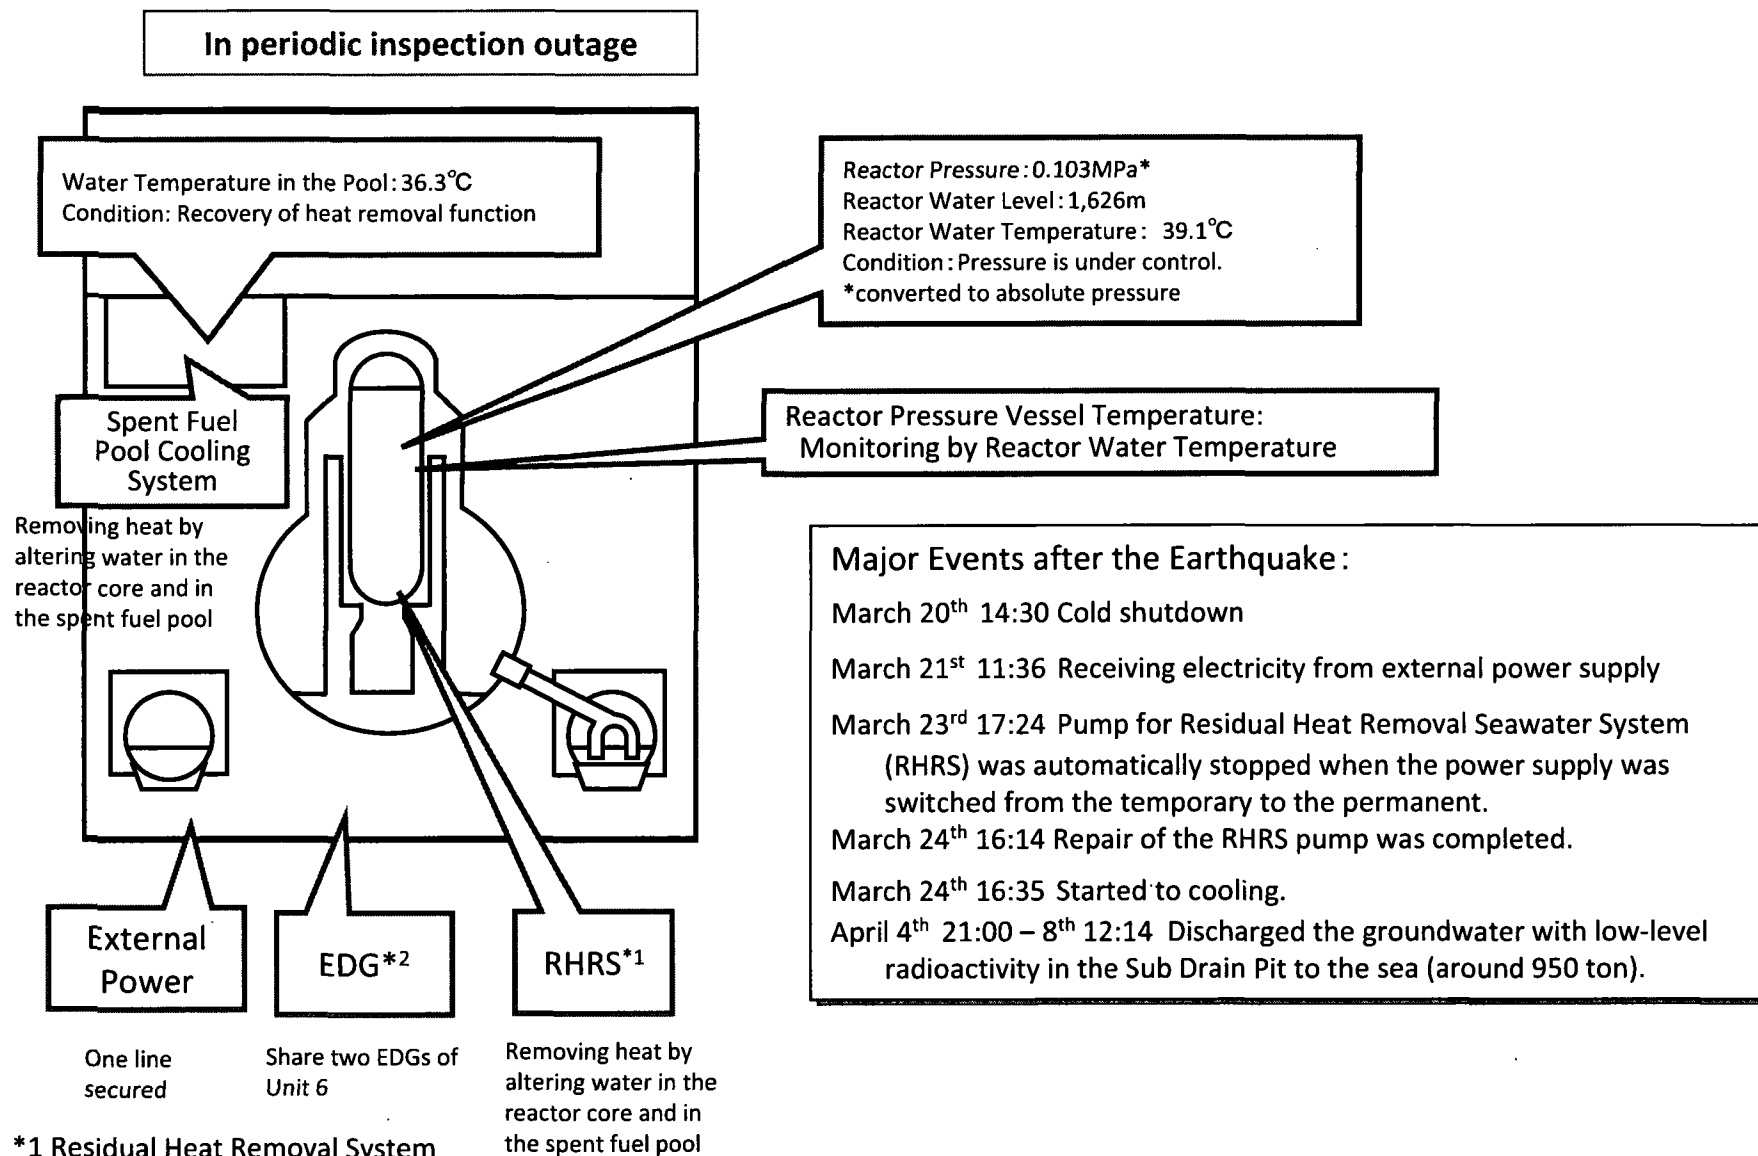 In periodic inspection outage
Water Temperature in the Pool: 36.3℃
Condition: Recovery of heat removal function
Reactor Pressure: 0.103MPa*
Reactor Water Level: 1,626m
Reactor Water Temperature: 39.1℃
Condition: Pressure is under control.
*converted to absolute pressure
Spent Fuel
Pool Cooling
System
Removing heat by
altering water in the
reactor core and in
the spent fuel pool
Reactor Pressure Vessel Temperature:
Monitoring by Reactor Water Temperature
Major Events after the Earthquake:
March 20th 14:30 Cold shutdown
March 21st 11:36 Receiving electricity from external power supply
March 23rd 17:24 Pump for Residual Heat Removal Seawater System
(RHRS) was automatically stopped when the power supply was
switched from the temporary to the permanent.
March 24th 16:14 Repair of the RHRS pump was completed.
March 24th 16:35 Started to cooling.
April 4th 21:00 – 8th 12:14 Discharged the groundwater with low-level
radioactivity in the Sub Drain Pit to the sea (around 950 ton).
External
Power
EDG*2
RHRS*1
One line
secured
Share two EDGs of
Unit 6
Removing heat by
altering water in the
reactor core and in
the spent fuel pool
*1 Residual Heat Removal System